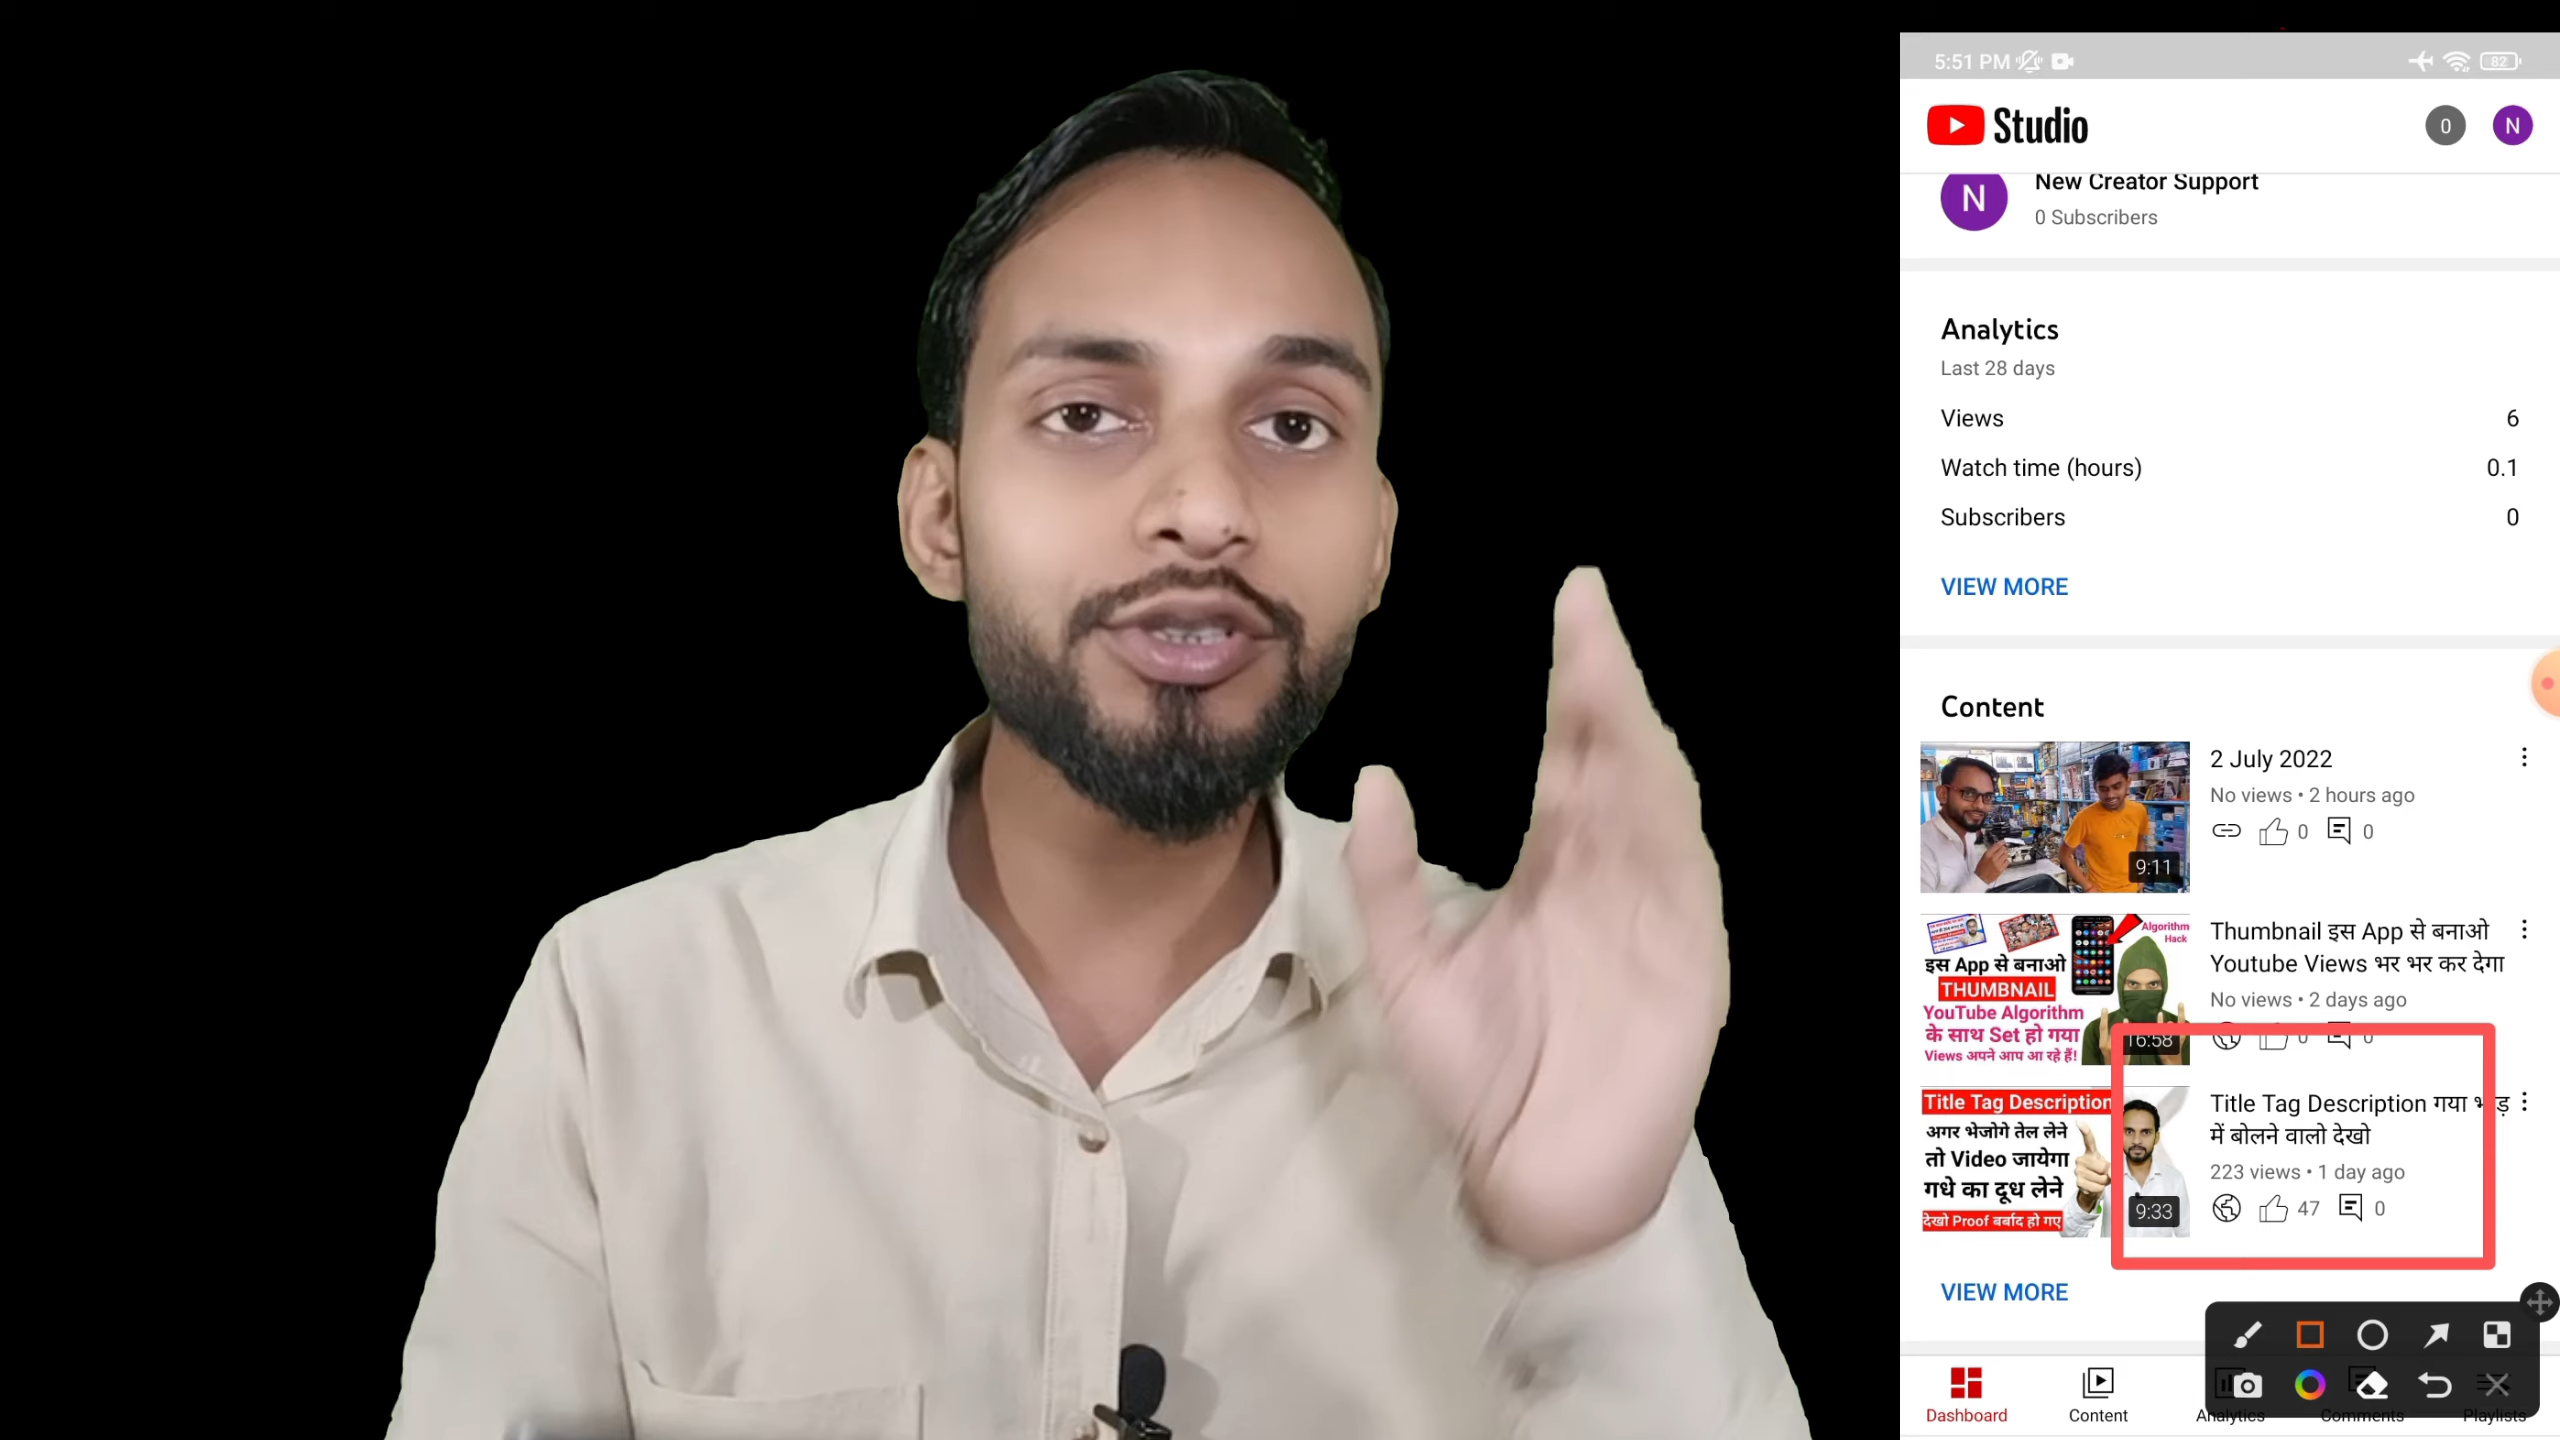 5:51 PM
82
Studio
0
N
N
New Creator Support
0 Subscribers
Analytics
Last 28 days
Views 6
Watch time (hours) 0.1
Subscribers 0
VIEW MORE
Content
9:11
2 July 2022
No views • 2 hours ago
0 0
Algorithm
Hack
इस App से बनाओ
THUMBNAIL
YouTube Algorithm
के साथ Set हो गया
Views अपने आप आ रहे हैं!
16:58
Thumbnail इस App से बनाओ
Youtube Views भर भर कर देगा
No views • 2 days ago
0 0
Title Tag Description
अगर भेजोगे तेल लेने
तो Video जायेगा
गधे का दूध लेने
देखो Proof बर्बाद हो गए
9:33
Title Tag Description गया
में बोलने वालो देखो
223 views • 1 day ago
47 0
VIEW MORE
Dashboard
Content
Analytics
Comments
Playlists